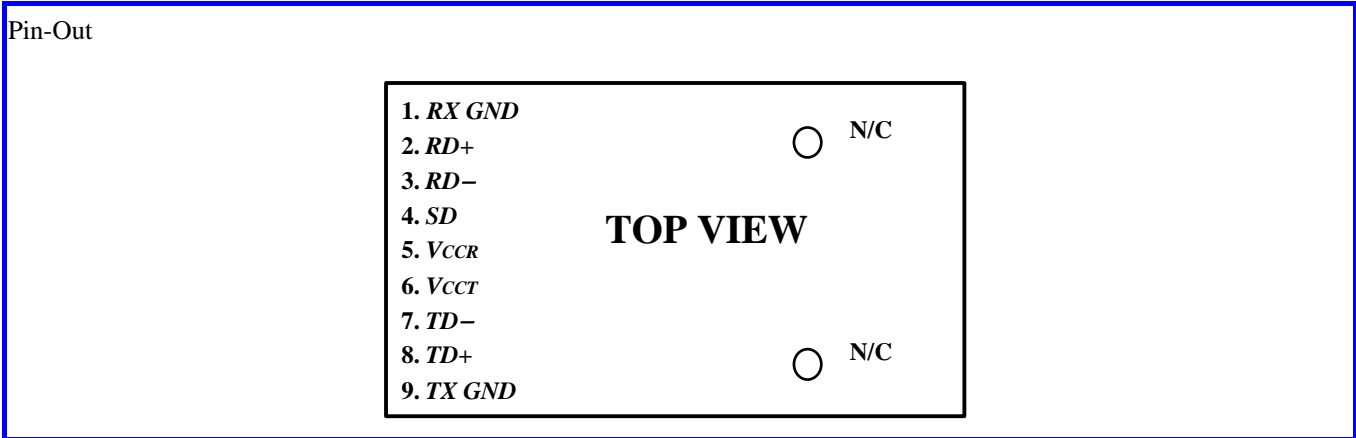 Pin-Out
1. RX GND
N/C
2. RD+
3. RD−
4. SD
TOP VIEW
5. VCCR
6. VCCT
7. TD−
8. TD+
N/C
9. TX GND